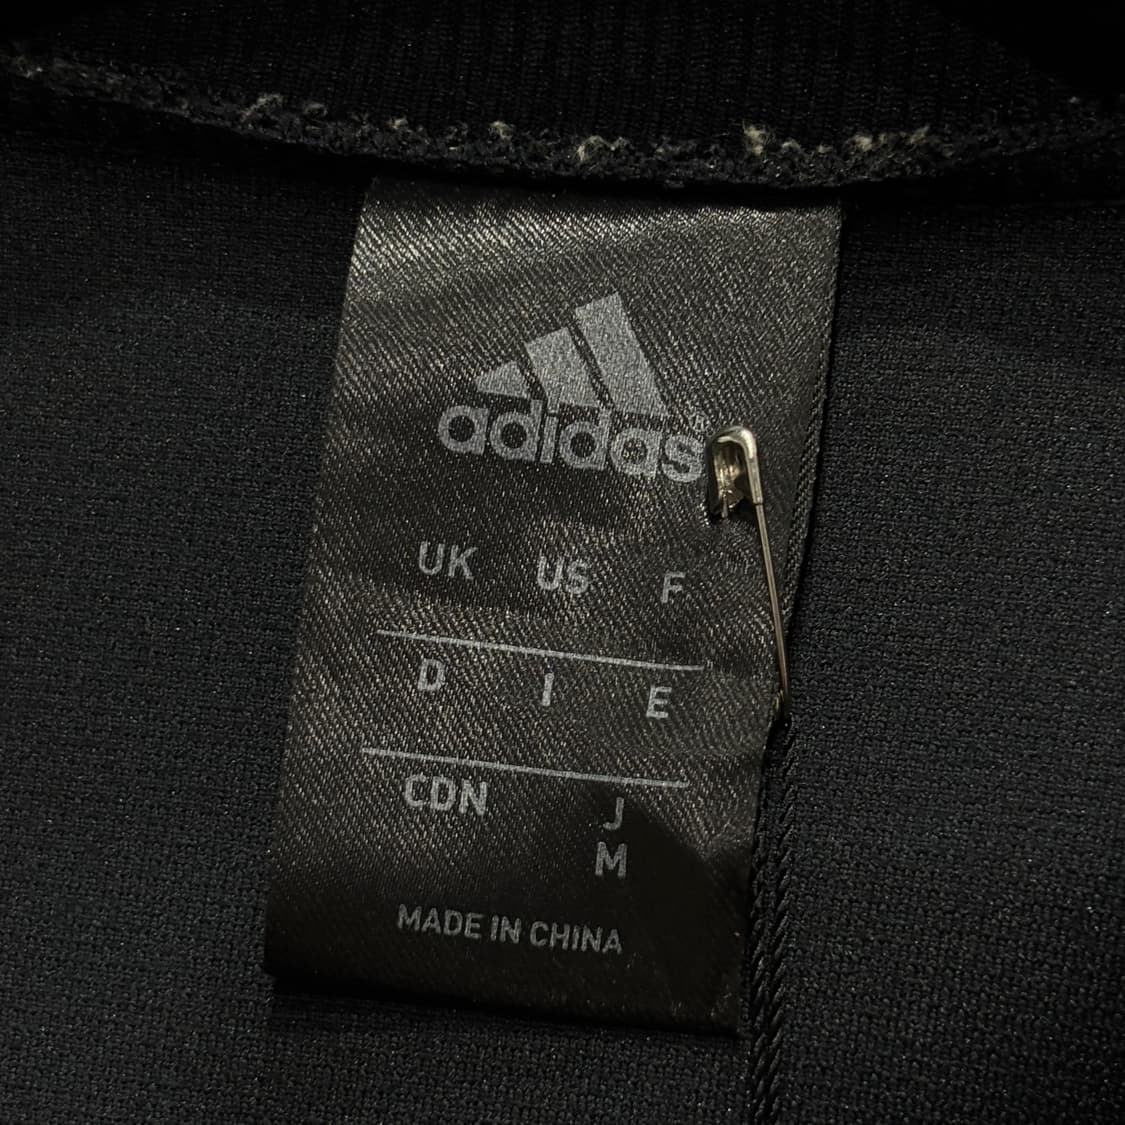 adidas®
UK US F
D I E
CDN J
M
MADE IN CHINA